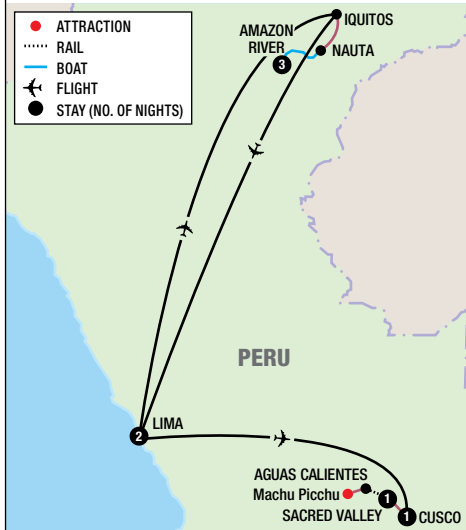 ATTRACTION
RAIL
BOAT
FLIGHT
STAY (NO. OF NIGHTS)
IQUITOS
AMAZON
RIVER
NAUTA
3
PERU
2
LIMA
AGUAS CALIENTES
Machu Picchu
1
SACRED VALLEY
1
CUSCO